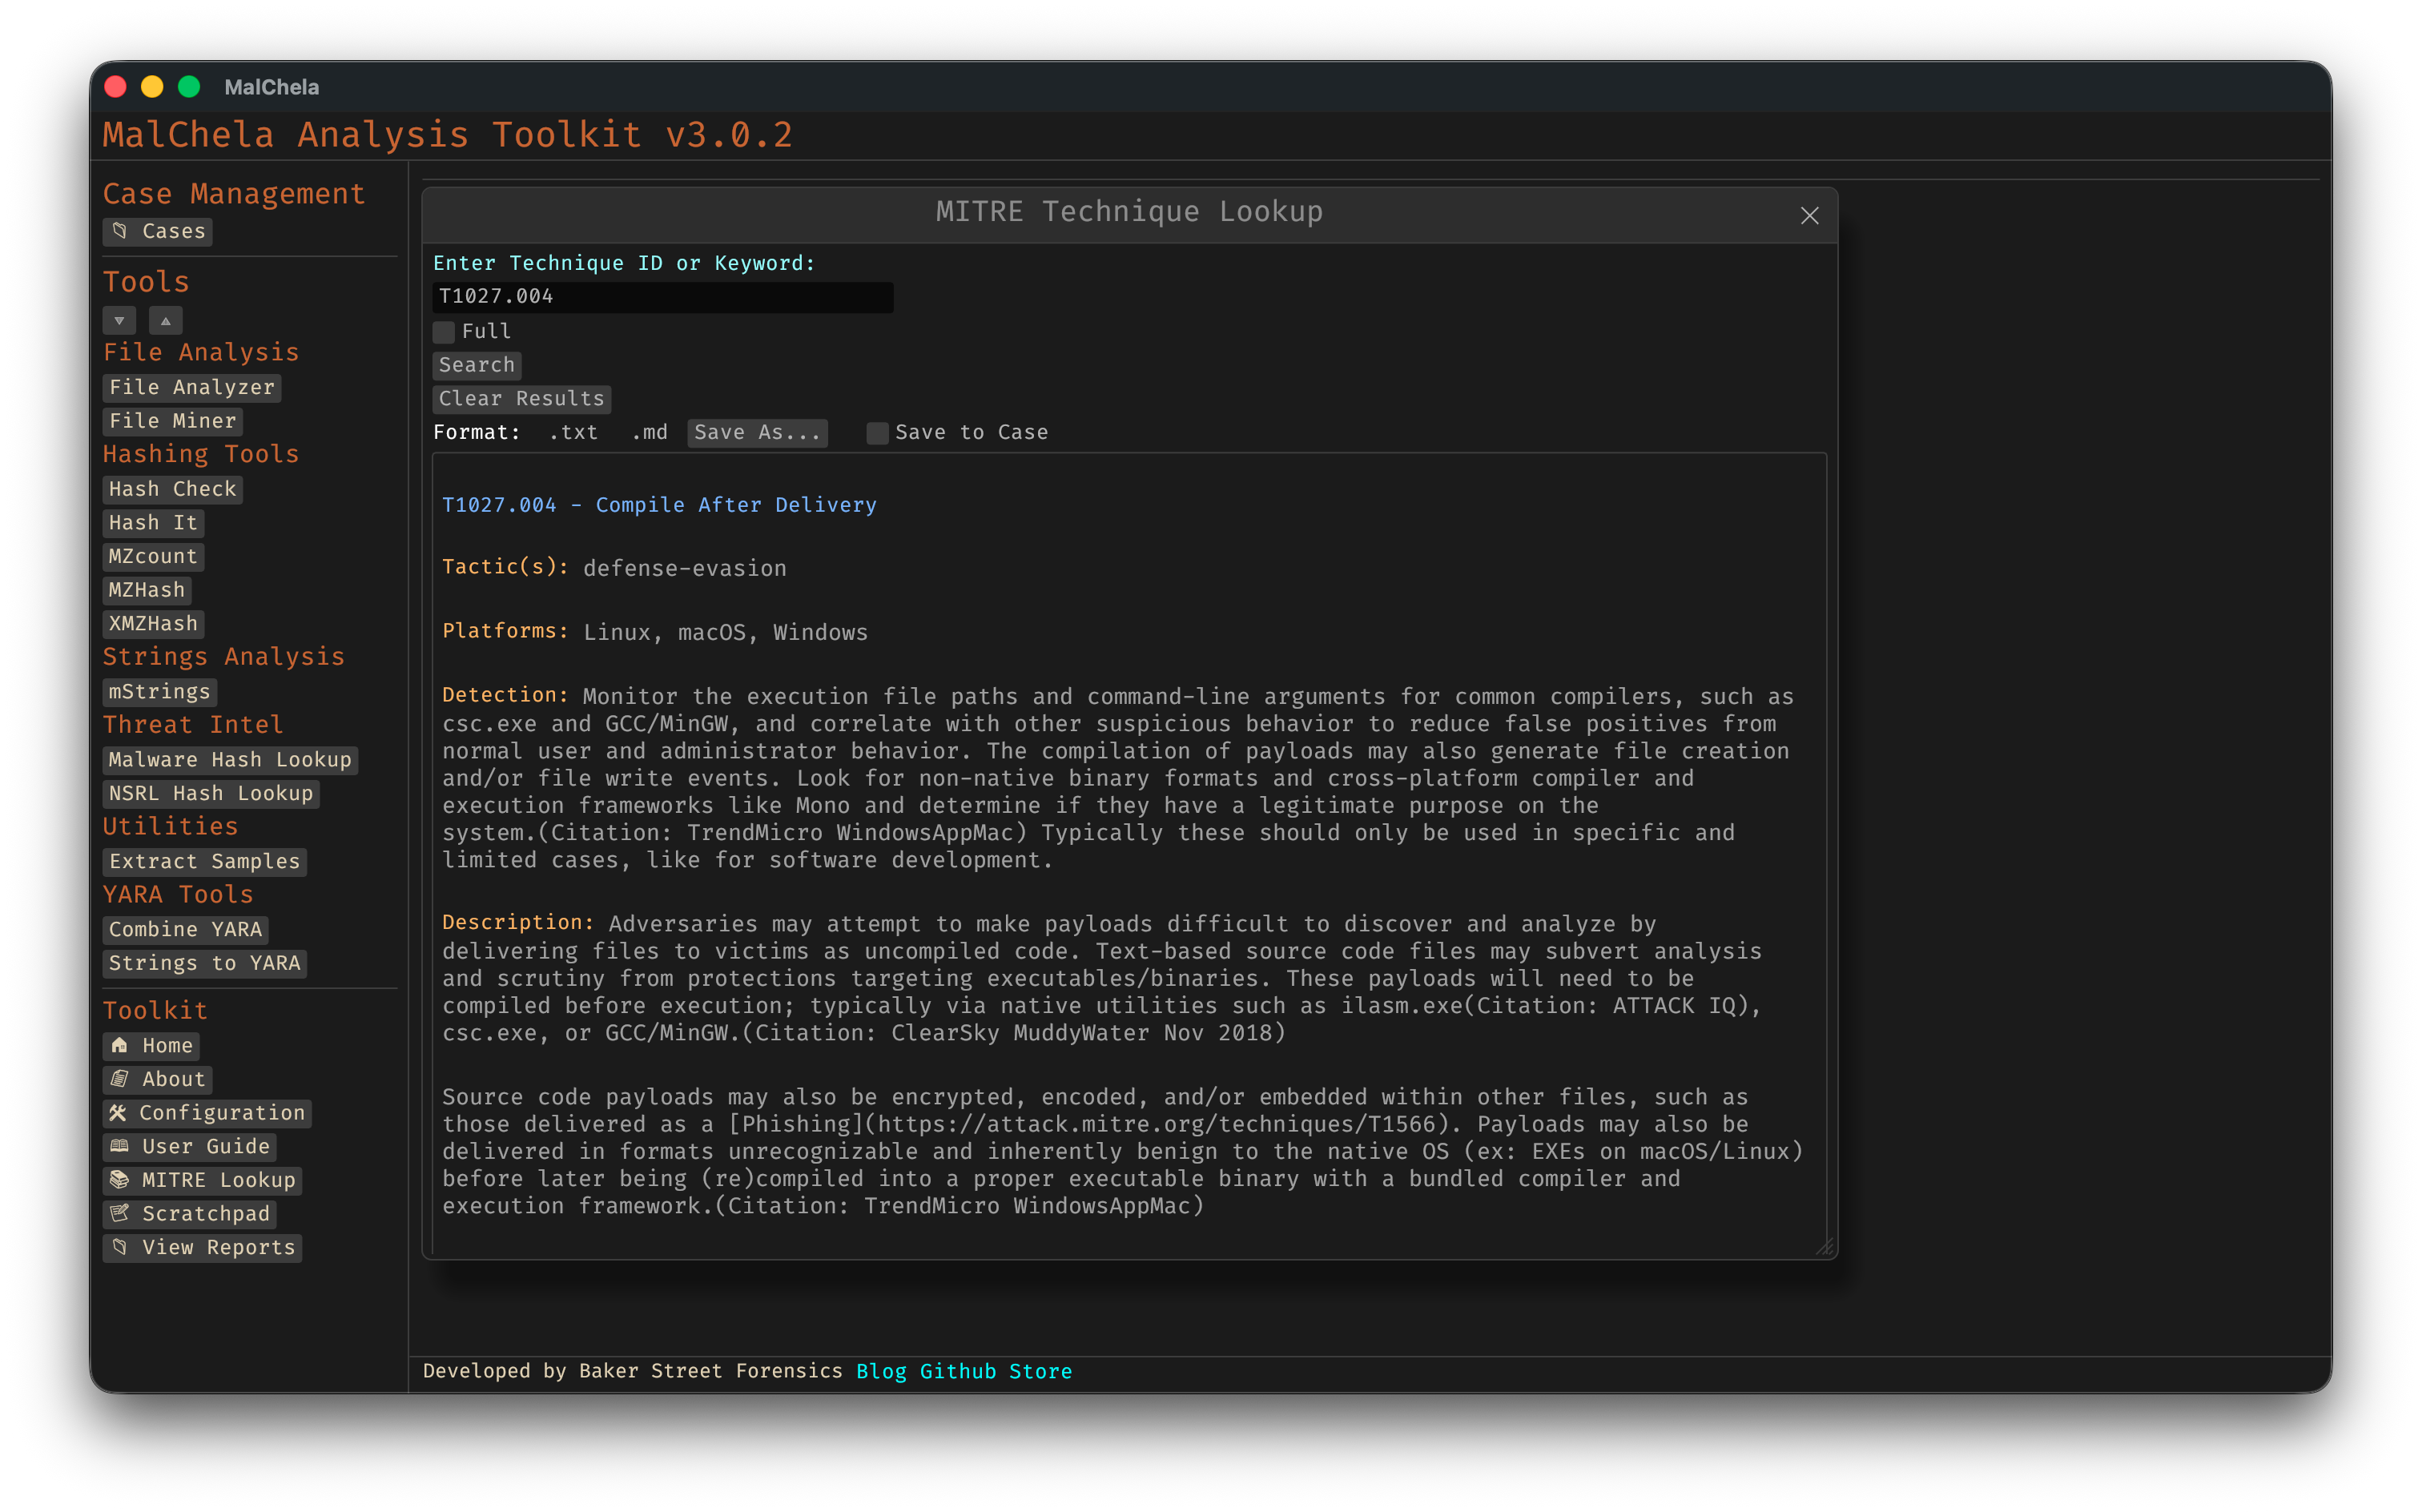 MalChela
MalChela Analysis Toolkit v3.0.2
Case Management
Cases
Tools
File Analysis
File Analyzer
File Miner
Hashing Tools
Hash Check
Hash It
MZcount
MZHash
XMZHash
Strings Analysis
mStrings
Threat Intel
Malware Hash Lookup
NSRL Hash Lookup
Utilities
Extract Samples
YARA Tools
Combine YARA
Strings to YARA
Toolkit
Home
About
Configuration
User Guide
MITRE Lookup
Scratchpad
View Reports
MITRE Technique Lookup
Enter Technique ID or Keyword:
T1027.004
Full
Search
Clear Results
Format: .txt .md Save As... Save to Case
T1027.004 - Compile After Delivery
Tactic(s): defense-evasion
Platforms: Linux, macOS, Windows
Detection: Monitor the execution file paths and command-line arguments for common compilers, such as
csc.exe and GCC/MinGW, and correlate with other suspicious behavior to reduce false positives from
normal user and administrator behavior. The compilation of payloads may also generate file creation
and/or file write events. Look for non-native binary formats and cross-platform compiler and
execution frameworks like Mono and determine if they have a legitimate purpose on the
system.(Citation: TrendMicro WindowsAppMac) Typically these should only be used in specific and
limited cases, like for software development.
Description: Adversaries may attempt to make payloads difficult to discover and analyze by
delivering files to victims as uncompiled code. Text-based source code files may subvert analysis
and scrutiny from protections targeting executables/binaries. These payloads will need to be
compiled before execution; typically via native utilities such as ilasm.exe(Citation: ATTACK IQ),
csc.exe, or GCC/MinGW.(Citation: ClearSky MuddyWater Nov 2018)
Source code payloads may also be encrypted, encoded, and/or embedded within other files, such as
those delivered as a [Phishing](https://attack.mitre.org/techniques/T1566). Payloads may also be
delivered in formats unrecognizable and inherently benign to the native OS (ex: EXEs on macOS/Linux)
before later being (re)compiled into a proper executable binary with a bundled compiler and
execution framework.(Citation: TrendMicro WindowsAppMac)
Developed by Baker Street Forensics Blog Github Store